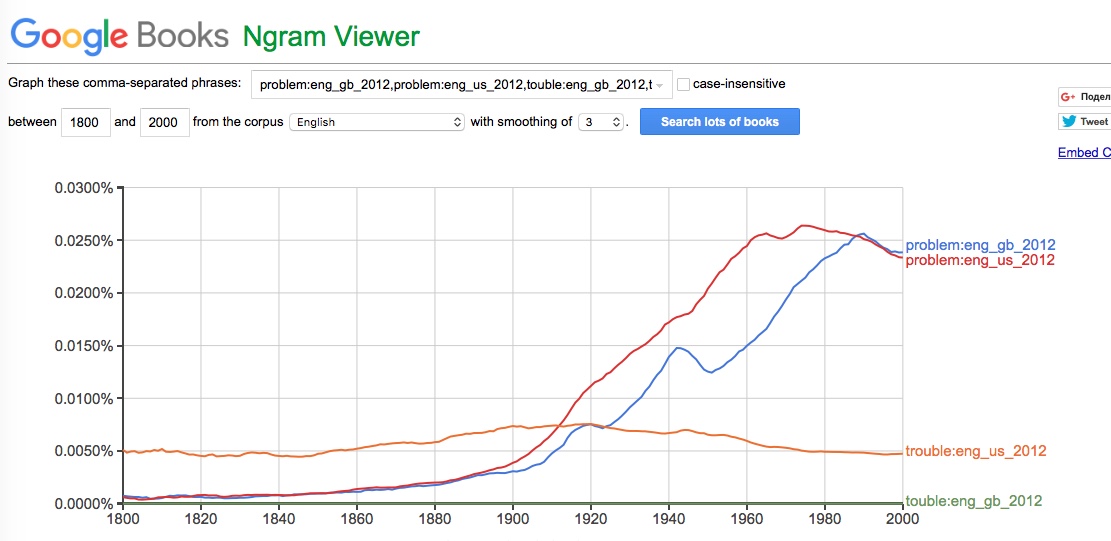 Google Books Ngram Viewer
Graph these comma-separated phrases: problem:eng_gb_2012,problem:eng_us_2012,touble:eng_gb_2012,t case-insensitive
between 1800 and 2000 from the corpus English with smoothing of 3 . Search lots of books
G+ Подел
Tweet
Embed C
0.0300%
0.0250%
0.0200%
0.0150%
0.0100%
0.0050%
0.0000%
problem:eng_gb_2012
problem:eng_us_2012
trouble:eng_us_2012
touble:eng_gb_2012
1800 1820 1840 1860 1880 1900 1920 1940 1960 1980 2000